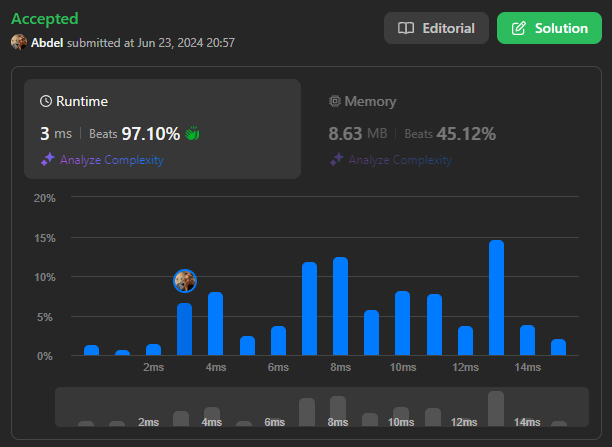 Accepted
Abdel submitted at Jun 23, 2024 20:57
Editorial
Solution
Runtime
3 ms | Beats 97.10%
Analyze Complexity
Memory
8.63 MB | Beats 45.12%
Analyze Complexity
20%
15%
10%
5%
0%
2ms 4ms 6ms 8ms 10ms 12ms 14ms
2ms 4ms 6ms 8ms 10ms 12ms 14ms